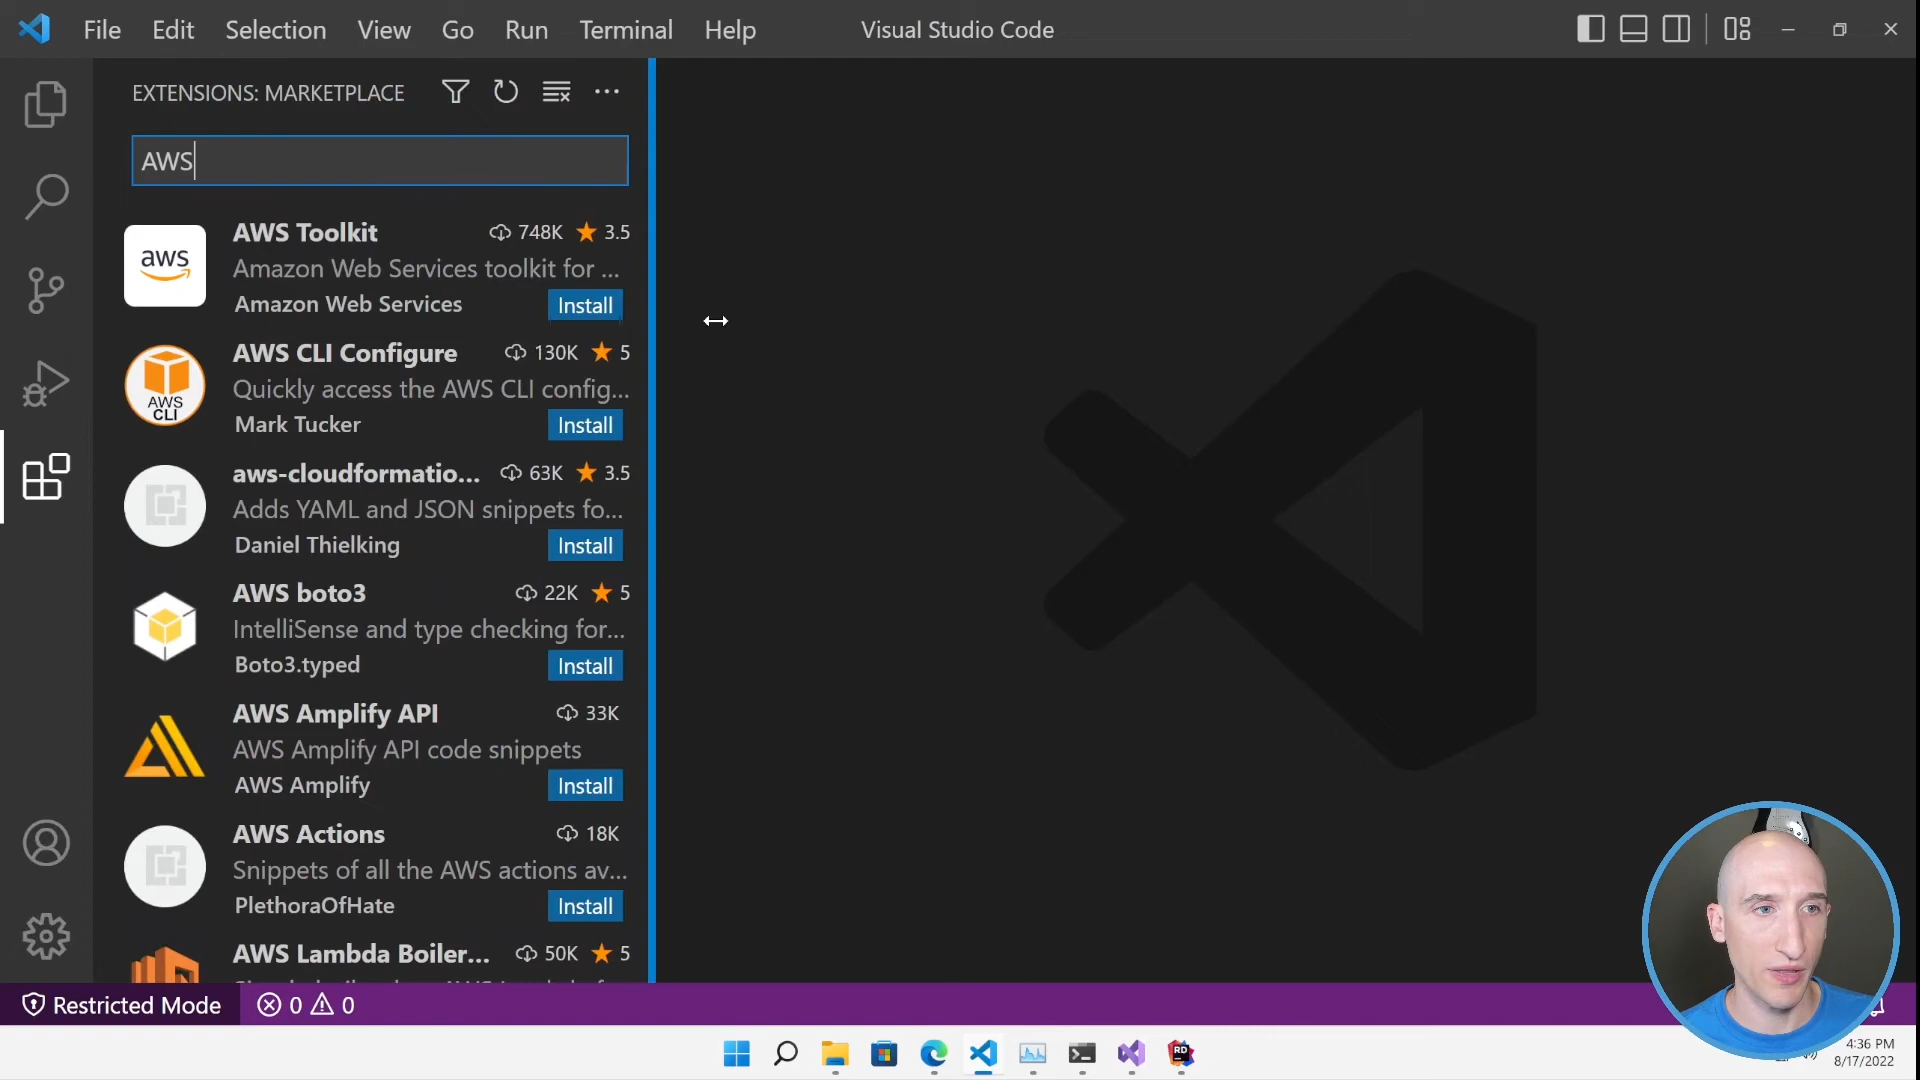 File Edit Selection View Go Run Terminal Help Visual Studio Code
EXTENSIONS: MARKETPLACE
AWS
aws
AWS Toolkit 748K 3.5
Amazon Web Services toolkit for ...
Amazon Web Services Install
AWS CLI
AWS CLI Configure 130K 5
Quickly access the AWS CLI config...
Mark Tucker Install
aws-cloudformatio... 63K 3.5
Adds YAML and JSON snippets fo...
Daniel Thielking Install
AWS boto3 22K 5
IntelliSense and type checking for...
Boto3.typed Install
AWS Amplify API 33K
AWS Amplify API code snippets
AWS Amplify Install
AWS Actions 18K
Snippets of all the AWS actions av...
PlethoraOfHate Install
AWS Lambda Boiler... 50K 5
Restricted Mode 0 0
RD
4:36 PM
8/17/2022